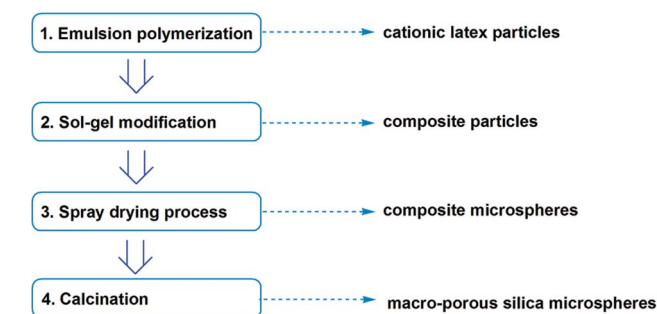 1. Emulsion polymerization
cationic latex particles
2. Sol-gel modification
composite particles
3. Spray drying process
composite microspheres
4. Calcination
macro-porous silica microspheres